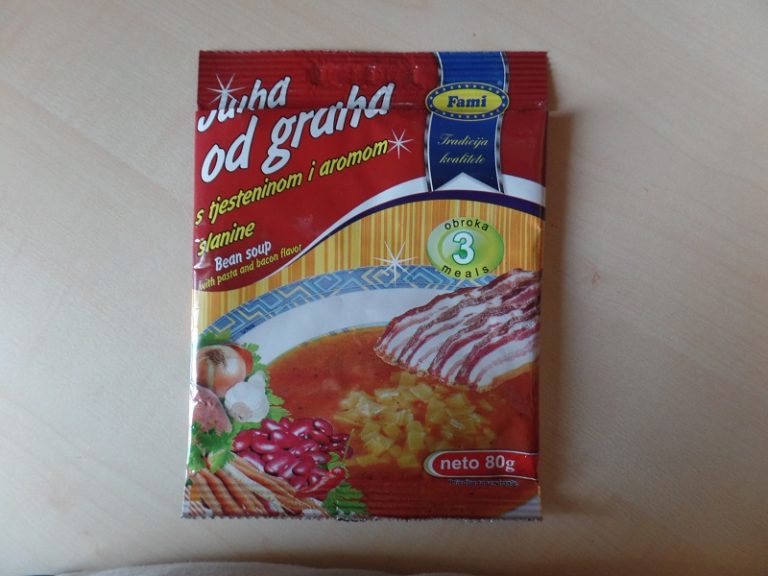 Juha
od graha
s tjesteninom i aromom
slanine
Bean soup
with pasta and bacon flavor
Fami
Tradicija
kvalitete
obroka
3
meals
neto 80g